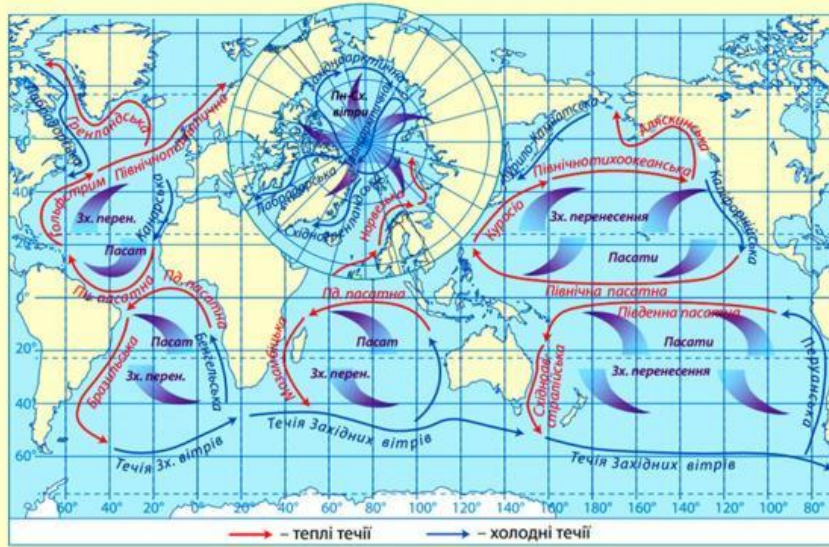 Гренландська
Лабрадорська
Гольфстрим
Північноатлантична
Канарська
Зх. перен.
Пасат
Пн. пасатна
Пд. пасатна
Бразильська
Бенгельська
Пасат
Зх. перен.
Течія Зх. вітрів
Пн-Сх.
вітри
Лабрадорська
Східногренландська
Норвезька
Пд. пасатна
Мозамбіцька
Пасат
Зх. перен.
Течія Західних вітрів
Курило-Камчатська
Аляскинська
Північнотихоокеанська
Куросіо
Каліфорнійська
Зх. перенесення
Пасати
Північна пасатна
Південна пасатна
Пасати
Зх. перенесення
Східноав-
стралійська
Перуанська
Течія Західних вітрів
40°
20°
0°
20°
40°
60°
60° 40° 20° 0° 20° 40° 60° 80° 100° 120° 140° 160° 180° 160° 140° 120° 100° 80°
– теплі течії – холодні течії